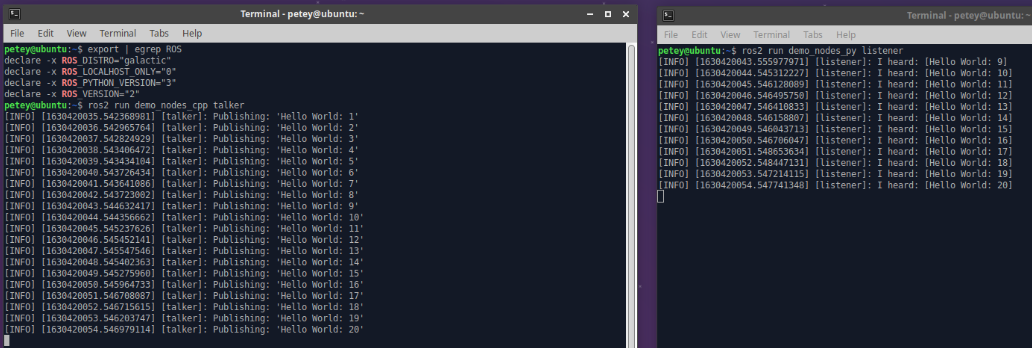 Terminal - petey@ubuntu: ~
File Edit View Terminal Tabs Help
petey@ubuntu:~$ export | egrep ROS
declare -x ROS_DISTRO="galactic"
declare -x ROS_LOCALHOST_ONLY="0"
declare -x ROS_PYTHON_VERSION="3"
declare -x ROS_VERSION="2"
petey@ubuntu:~$ ros2 run demo_nodes_cpp talker
[INFO] [1630420035.542368981] [talker]: Publishing: 'Hello World: 1'
[INFO] [1630420036.542965764] [talker]: Publishing: 'Hello World: 2'
[INFO] [1630420037.542824929] [talker]: Publishing: 'Hello World: 3'
[INFO] [1630420038.543406472] [talker]: Publishing: 'Hello World: 4'
[INFO] [1630420039.543434104] [talker]: Publishing: 'Hello World: 5'
[INFO] [1630420040.543726434] [talker]: Publishing: 'Hello World: 6'
[INFO] [1630420041.543641086] [talker]: Publishing: 'Hello World: 7'
[INFO] [1630420042.543723002] [talker]: Publishing: 'Hello World: 8'
[INFO] [1630420043.544632417] [talker]: Publishing: 'Hello World: 9'
[INFO] [1630420044.544356662] [talker]: Publishing: 'Hello World: 10'
[INFO] [1630420045.545237626] [talker]: Publishing: 'Hello World: 11'
[INFO] [1630420046.545452141] [talker]: Publishing: 'Hello World: 12'
[INFO] [1630420047.545547546] [talker]: Publishing: 'Hello World: 13'
[INFO] [1630420048.545402363] [talker]: Publishing: 'Hello World: 14'
[INFO] [1630420049.545275960] [talker]: Publishing: 'Hello World: 15'
[INFO] [1630420050.545964733] [talker]: Publishing: 'Hello World: 16'
[INFO] [1630420051.546708087] [talker]: Publishing: 'Hello World: 17'
[INFO] [1630420052.546715615] [talker]: Publishing: 'Hello World: 18'
[INFO] [1630420053.546203747] [talker]: Publishing: 'Hello World: 19'
[INFO] [1630420054.546979114] [talker]: Publishing: 'Hello World: 20'
Terminal - petey@ubuntu: ~
File Edit View Terminal Tabs Help
petey@ubuntu:~$ ros2 run demo_nodes_py listener
[INFO] [1630420043.555977971] [listener]: I heard: [Hello World: 9]
[INFO] [1630420044.545312227] [listener]: I heard: [Hello World: 10]
[INFO] [1630420045.546128089] [listener]: I heard: [Hello World: 11]
[INFO] [1630420046.546495750] [listener]: I heard: [Hello World: 12]
[INFO] [1630420047.546410833] [listener]: I heard: [Hello World: 13]
[INFO] [1630420048.546158807] [listener]: I heard: [Hello World: 14]
[INFO] [1630420049.546043713] [listener]: I heard: [Hello World: 15]
[INFO] [1630420050.546706047] [listener]: I heard: [Hello World: 16]
[INFO] [1630420051.548653634] [listener]: I heard: [Hello World: 17]
[INFO] [1630420052.548447131] [listener]: I heard: [Hello World: 18]
[INFO] [1630420053.547214115] [listener]: I heard: [Hello World: 19]
[INFO] [1630420054.547741348] [listener]: I heard: [Hello World: 20]